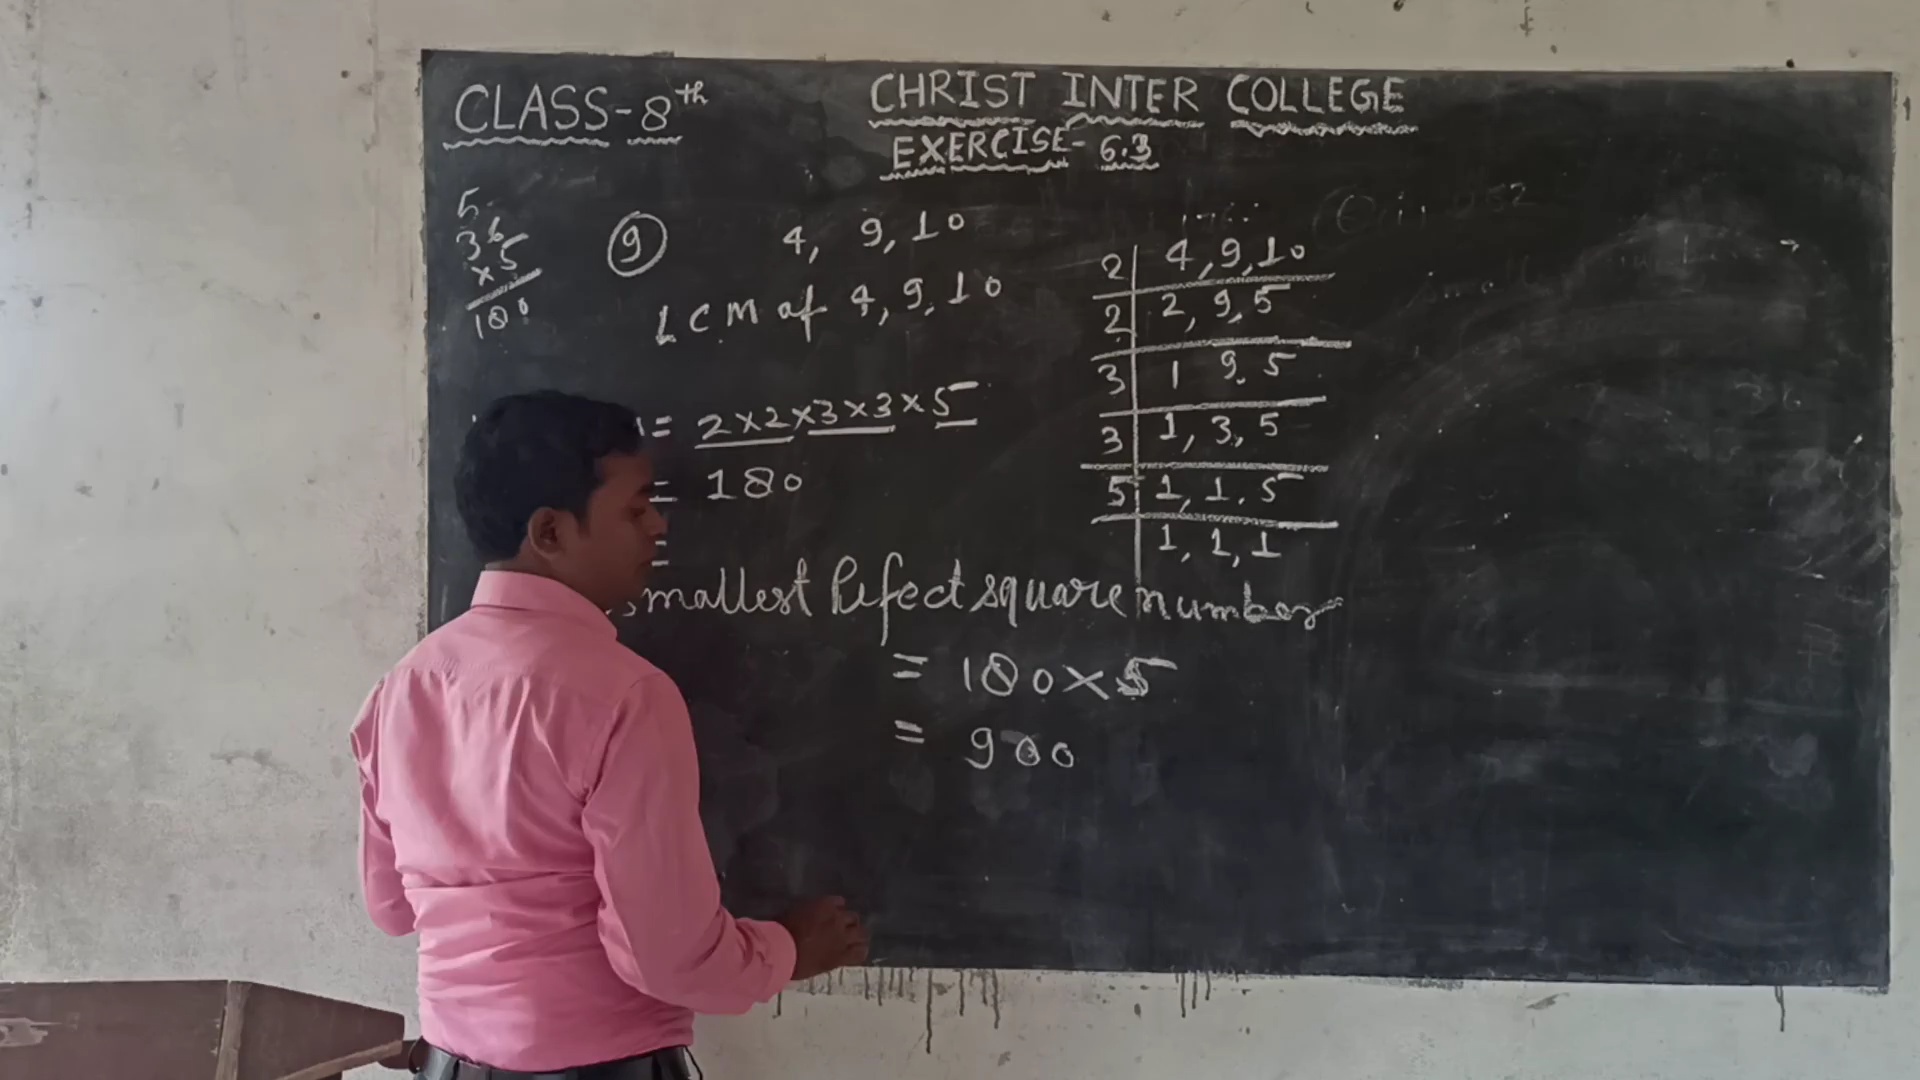 CLASS-8th
CHRIST INTER COLLEGE
EXERCISE- 6.3
5
36
×5
180
9 4, 9, 10
LCM of 4, 9, 10
= 2×2×3×3×5
= 180
=
smallest Perfect square number
= 180×5
= 900
2 | 4, 9, 10
2 | 2, 9, 5
3 | 1 9, 5
3 | 1, 3, 5
5 | 1, 1, 5
| 1, 1, 1